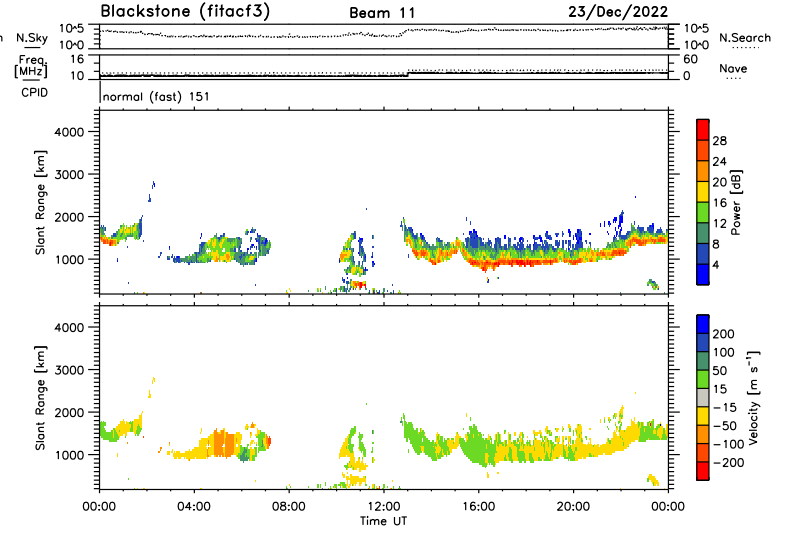 Blackstone (fitacf3) Beam 11 23/Dec/2022
N.Sky 10^5 10^0 10^5 10^0 N.Search
Freq. [MHz] 16 10 60 0 Nave
CPID normal (fast) 151
Slant Range [km] 4000 3000 2000 1000
Power [dB] 28 24 20 16 12 8 4
Slant Range [km] 4000 3000 2000 1000
Velocity [m s⁻¹] 200 100 50 15 −15 −50 −100 −200
00:00 04:00 08:00 12:00 16:00 20:00 00:00
Time UT